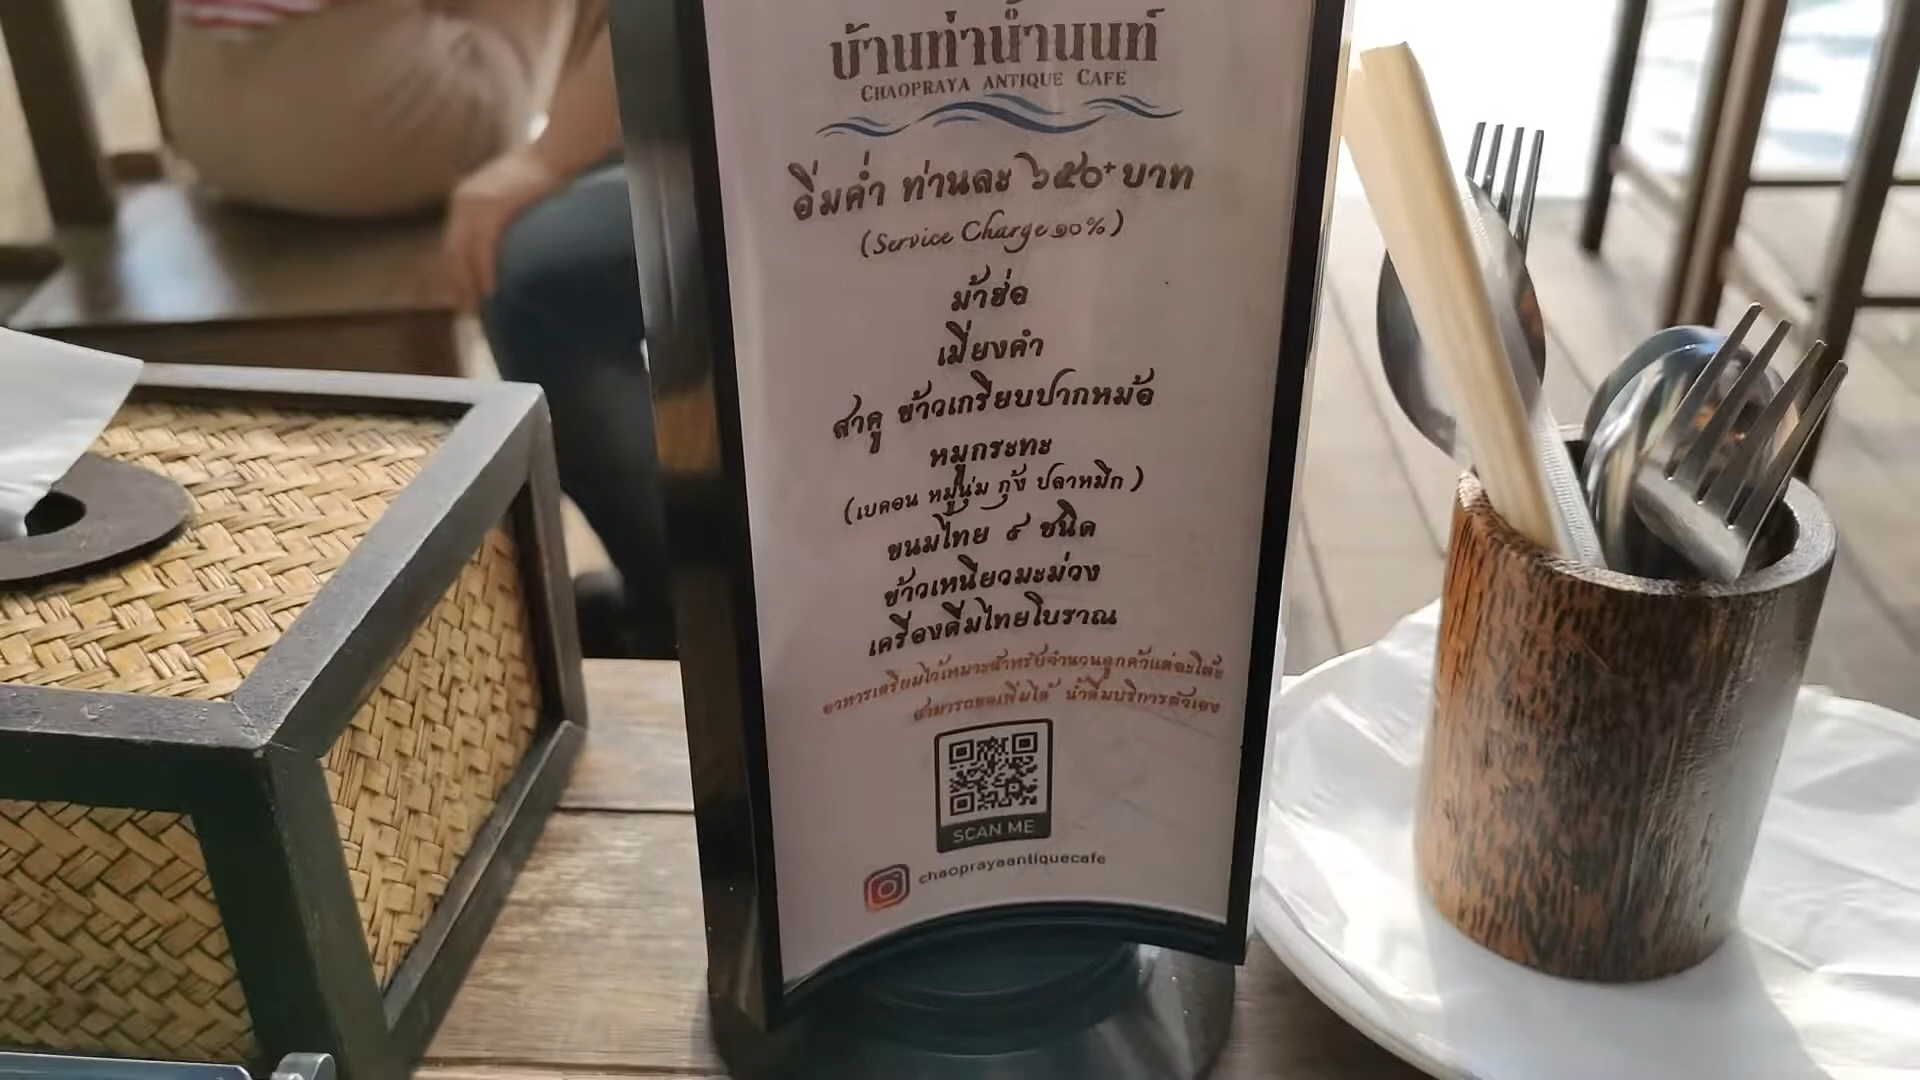 บ้านท่าน้ำนนท์
CHAOPRAYA ANTIQUE CAFE
อิ่มค่ำ ท่านละ ๖๕๐+ บาท
(Service Charge ๑๐%)
ม้าฮ่อ
เมี่ยงคำ
สาคู ข้าวเกรียบปากหม้อ
หมูกระทะ
(เบคอน หมูนุ่ม กุ้ง ปลาหมึก)
ขนมไทย ๙ ชนิด
ข้าวเหนียวมะม่วง
เครื่องดื่มไทยโบราณ
อาหารเตรียมไว้เหมาะสำหรับจำนวนลูกค้าแต่ละโต๊ะ
สามารถขอเพิ่มได้ น้ำดื่มบริการตัวเอง
SCAN ME
chaoprayaantiquecafe